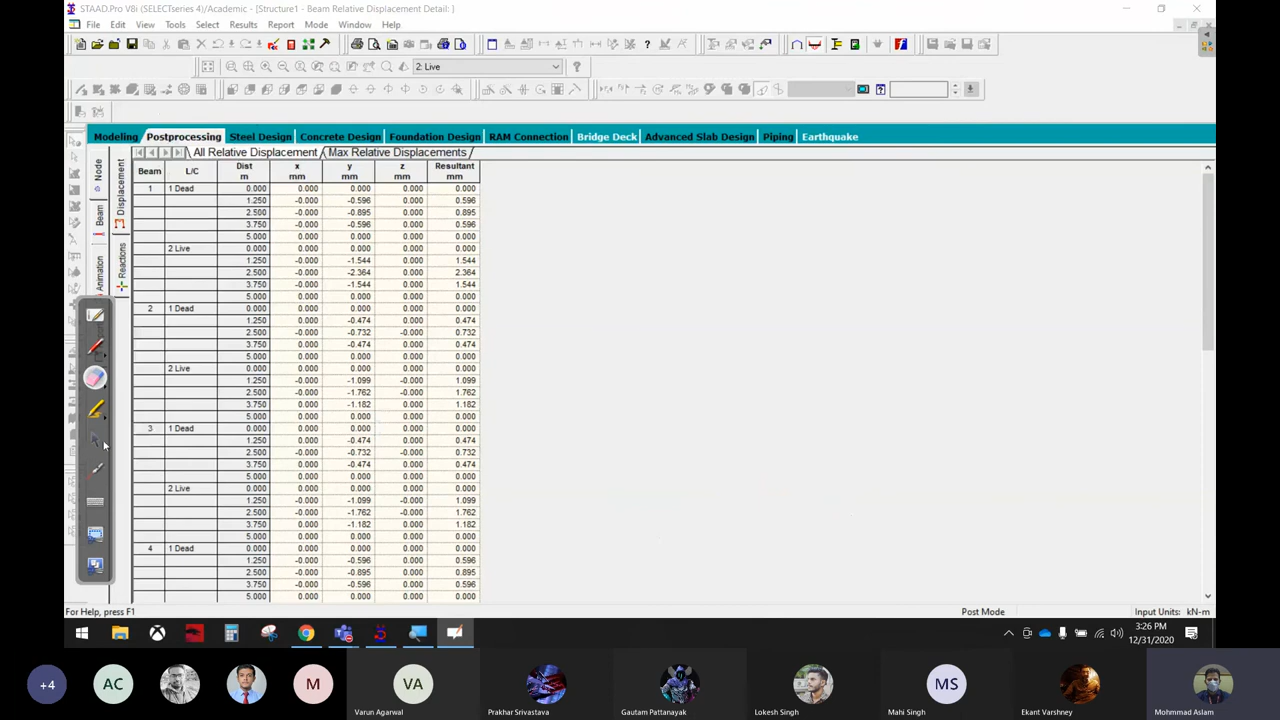 STAAD.Pro V8i (SELECTseries 4)/Academic - [Structure1 - Beam Relative Displacement Detail: ]
File Edit View Tools Select Results Report Mode Window Help
2: Live
Modeling Postprocessing Steel Design Concrete Design Foundation Design RAM Connection Bridge Deck Advanced Slab Design Piping Earthquake
All Relative Displacement Max Relative Displacements
Node
Beam
Animation
Displacement
Reactions
Beam L/C Dist m x mm y mm z mm Resultant mm
1 1 Dead 0.000 0.000 0.000 0.000 0.000
1.250 -0.000 -0.596 0.000 0.596
2.500 -0.000 -0.895 0.000 0.895
3.750 -0.000 -0.596 0.000 0.596
5.000 0.000 0.000 0.000 0.000
2 Live 0.000 0.000 0.000 0.000 0.000
1.250 -0.000 -1.544 0.000 1.544
2.500 -0.000 -2.364 0.000 2.364
3.750 -0.000 -1.544 0.000 1.544
5.000 0.000 0.000 0.000 0.000
2 1 Dead 0.000 0.000 0.000 0.000 0.000
1.250 -0.000 -0.474 0.000 0.474
2.500 -0.000 -0.732 -0.000 0.732
3.750 -0.000 -0.474 0.000 0.474
5.000 -0.000 0.000 0.000 0.000
2 Live 0.000 0.000 0.000 0.000 0.000
1.250 -0.000 -1.099 -0.000 1.099
2.500 -0.000 -1.762 -0.000 1.762
3.750 -0.000 -1.182 0.000 1.182
5.000 -0.000 0.000 0.000 0.000
3 1 Dead 0.000 0.000 0.000 0.000 0.000
1.250 -0.000 -0.474 0.000 0.474
2.500 -0.000 -0.732 -0.000 0.732
3.750 -0.000 -0.474 0.000 0.474
5.000 0.000 0.000 0.000 0.000
2 Live 0.000 0.000 0.000 0.000 0.000
1.250 -0.000 -1.099 -0.000 1.099
2.500 -0.000 -1.762 -0.000 1.762
3.750 -0.000 -1.182 0.000 1.182
5.000 0.000 0.000 0.000 0.000
4 1 Dead 0.000 0.000 0.000 0.000 0.000
1.250 -0.000 -0.596 0.000 0.596
2.500 -0.000 -0.895 0.000 0.895
3.750 -0.000 -0.596 0.000 0.596
5.000 0.000 0.000 0.000 0.000
For Help, press F1 Post Mode Input Units: kN-m
3:26 PM
12/31/2020
+4 AC M VA MS
Varun Agarwal Prakhar Srivastava Gautam Pattanayak Lokesh Singh Mahi Singh Ekant Varshney Mohmmad Aslam